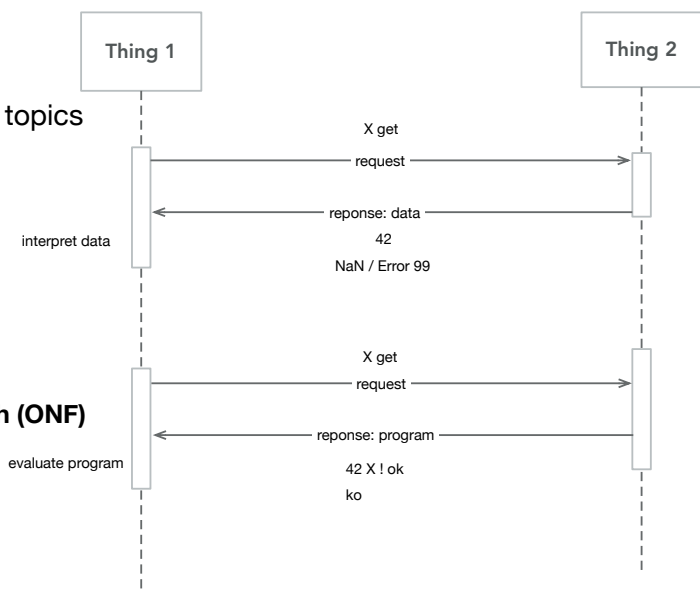 Thing 1
Thing 2
topics
X get
request
reponse: data
interpret data
42
NaN / Error 99
X get
request
(ONF)
reponse: program
evaluate program
42 X ! ok
ko